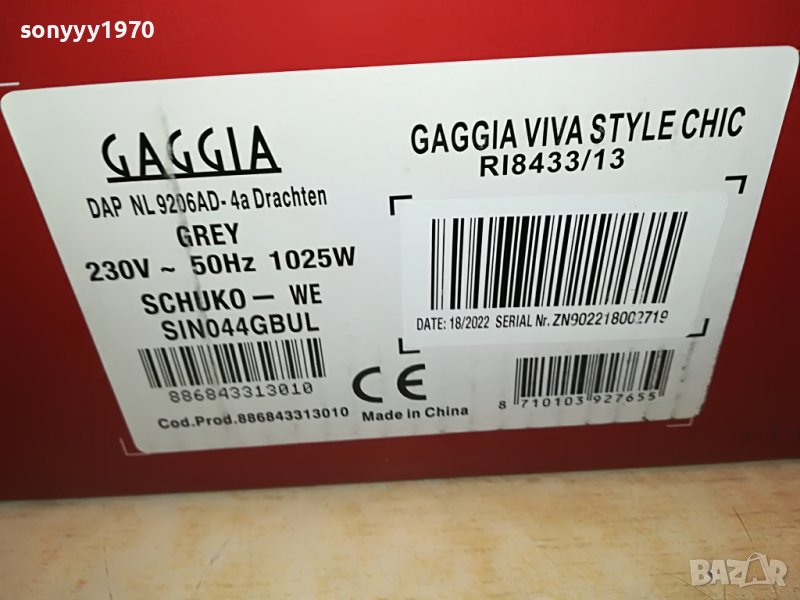 sonyyy1970
GAGGIA
DAP NL 9206AD-4a Drachten
GREY
230V ~ 50Hz 1025W
SCHUKO — WE
SIN044GBUL
886843313010
Cod.Prod.886843313010
GAGGIA VIVA STYLE CHIC
RI8433/13
DATE: 18/2022 SERIAL Nr. ZN902218002719
CE
Made in China
8 710103 927655
BAZAR